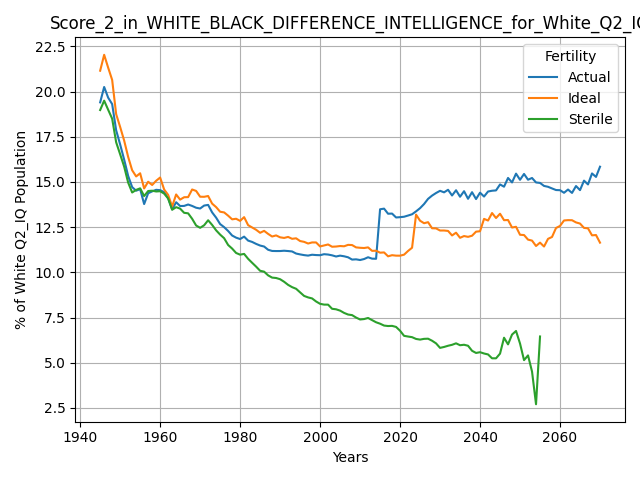 Score_2_in_WHITE_BLACK_DIFFERENCE_INTELLIGENCE_for_White_Q2_IQ
Fertility
Actual
Ideal
Sterile
% of White Q2_IQ Population
22.5
20.0
17.5
15.0
12.5
10.0
7.5
5.0
2.5
1940
1960
1980
2000
2020
2040
2060
Years